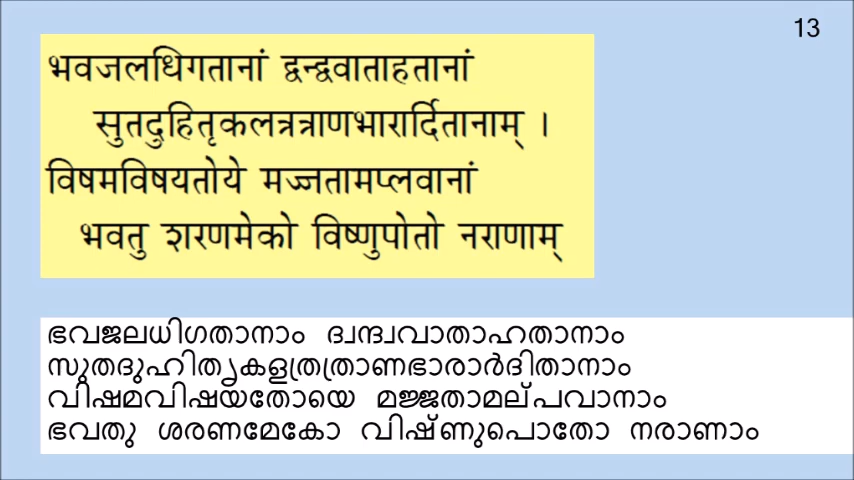 13
भवजलधिगतानां द्वन्द्ववाताहतानां
सुतदुहितृकलत्रत्राणभारार्दितानाम् ।
विषमविषयतोये मज्जतामप्लवानां
भवतु शरणमेको विष्णुपोतो नराणाम्
ഭവജലധിഗതാനാം ദ്വന്ദ്വവാതാഹതാനാം
സുതദുഹിതൃകളത്രത്രാണഭാരാർദിതാനാം
വിഷമവിഷയതോയെ മജ്ജതാമല്പവാനാം
ഭവതു ശരണമേകോ വിഷ്ണുപൊതോ നരാണാം